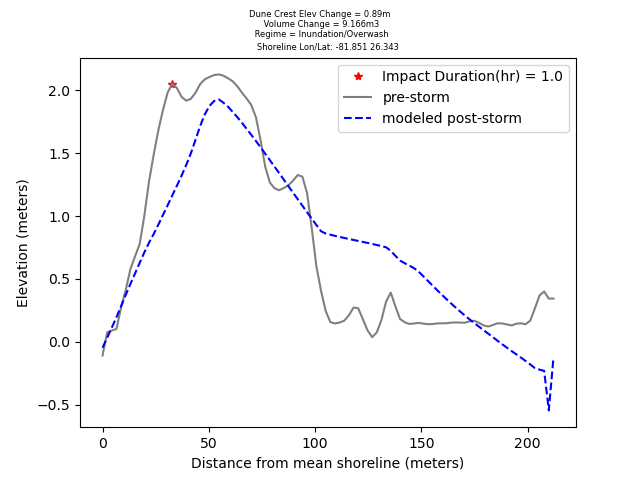 Dune Crest Elev Change = 0.89m
Volume Change = 9.166m3
Regime = Inundation/Overwash
Shoreline Lon/Lat: -81.851 26.343
Impact Duration(hr) = 1.0
pre-storm
modeled post-storm
Elevation (meters)
2.0
1.5
1.0
0.5
0.0
−0.5
0 50 100 150 200
Distance from mean shoreline (meters)